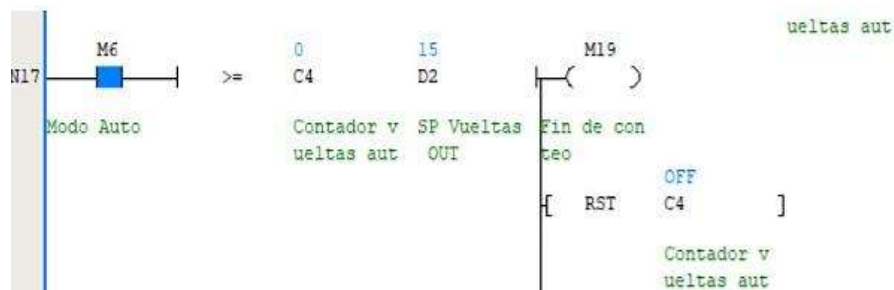 ueltas aut
M6 0 15 M19
N17 >= C4 D2 ( )
Modo Auto Contador v SP Vueltas Fin de con
ueltas aut OUT teo
OFF
[ RST C4 ]
Contador v
ueltas aut